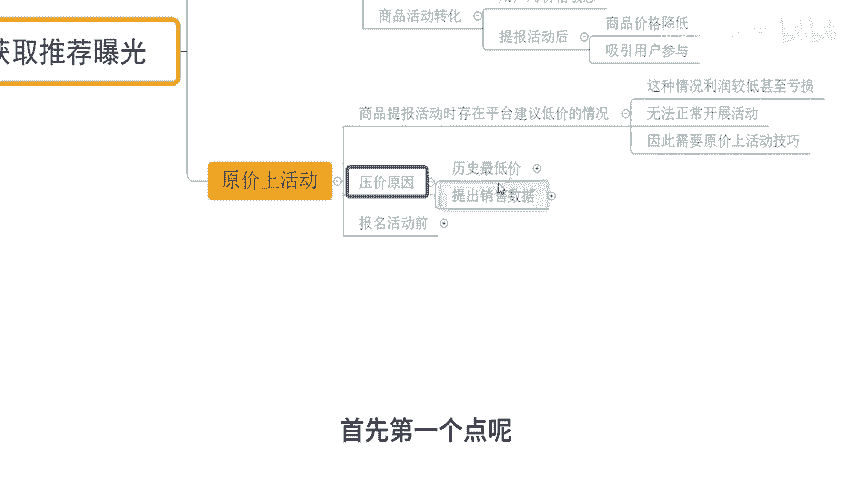 商品活动转化
提报活动后
商品价格降低
吸引用户参与
获取推荐曝光
这种情况利润较低甚至亏损
商品提报活动时存在平台建议低价的情况
无法正常开展活动
因此需要原价上活动技巧
原价上活动
压价原因
历史最低价
提出销售数据
报名活动前
首先第一个点呢